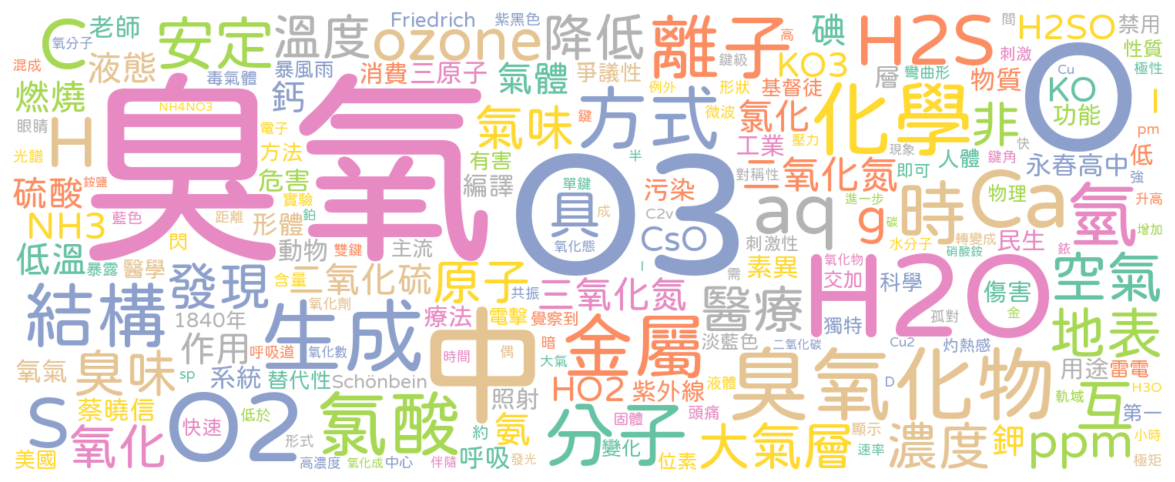 Friedrich 紫黑色 高 間 H2SO 禁用
氧分子 老師 安定 溫度 ozone 降低 離子 碘 H2S
C 鍵級 刺激 性質
混成 液態 暴風雨 消費 三原子 氣體 爭議性 KO3 層 彎曲形 物質 Cu 極性
毒氣體 例外 形狀 基督徒 KO O
燃燒 鈣 功能 I
NH4NO3 臭氧 氣味 鍵 方式 微波 氯化 化學 非
眼睛 電子 pm
H 光譜 方法 有害 半 工業 壓力 現象 快 低
硫酸 銨鹽 危害 編譯 單鍵 污染 對稱性 二氧化氮 即可 人體 鍵角 永春高中 強
實驗 O3 具 C2v aq 進一步 時 物理 Ca 升高
NH3 藍色 距離 鉑 形體 成 g 碳
閃 動物 雙鍵 主流 氧化態 CsO 刺激性 水分子 轉變成 民生 氫 增加
低溫 暴露 醫學 硝酸銨 銥
發現 含量 二氧化硫 原子 I 需 素異 氧化物 空氣
結構 氧化劑 共振 三氧化氮 醫療 H2O 交加 科學 傷害
1840年 生成 療法 電擊 覺察到 獨特 孤對 金 地表
作用 中 時間 偶 暗 金屬 淡藍色 Cu2 灼熱感
臭味 呼吸道 氧化數 大氣 二氧化碳
氧氣 sp 系統 替代性 Schönbein HO2 紫外線 液體 臭氧化物 D 用途 雷電
H3O
S 蔡曉信 O2 快速 低於 氯酸 照射 固體 頭痛 軌域 互 第一
氧化 約 氨 分子 變化 大氣層 顯示 濃度 鉀 ppm 小時
美國 形式 高濃度 氧化成 中心 伴隨 呼吸 發光 位素 速率 極矩